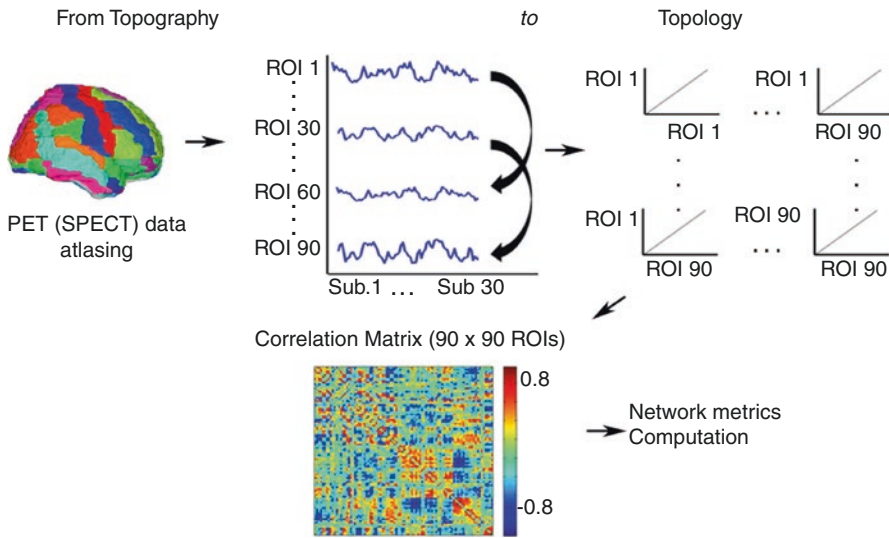 From Topography to Topology
ROI 1
ROI 30
ROI 60
ROI 90
Sub.1 ... Sub 30
PET (SPECT) data
atlasing
ROI 1
ROI 1
ROI 1
ROI 90
ROI 1
ROI 90
ROI 90
ROI 90
Correlation Matrix (90 x 90 ROIs)
0.8
-0.8
Network metrics
Computation